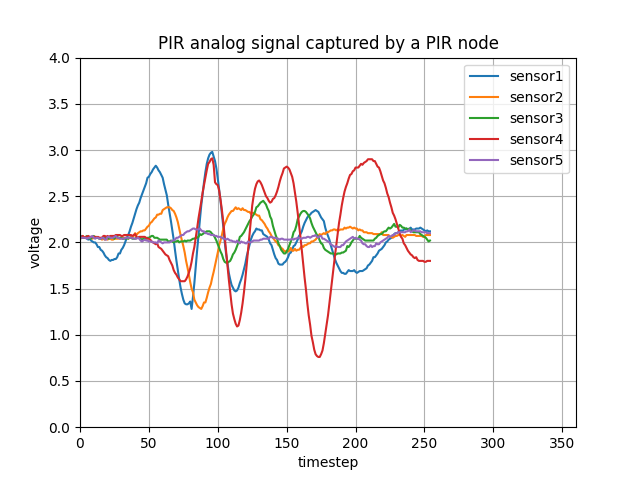 PIR analog signal captured by a PIR node
4.0
3.5
3.0
2.5
2.0
1.5
1.0
0.5
0.0
voltage
sensor1
sensor2
sensor3
sensor4
sensor5
0 50 100 150 200 250 300 350
timestep